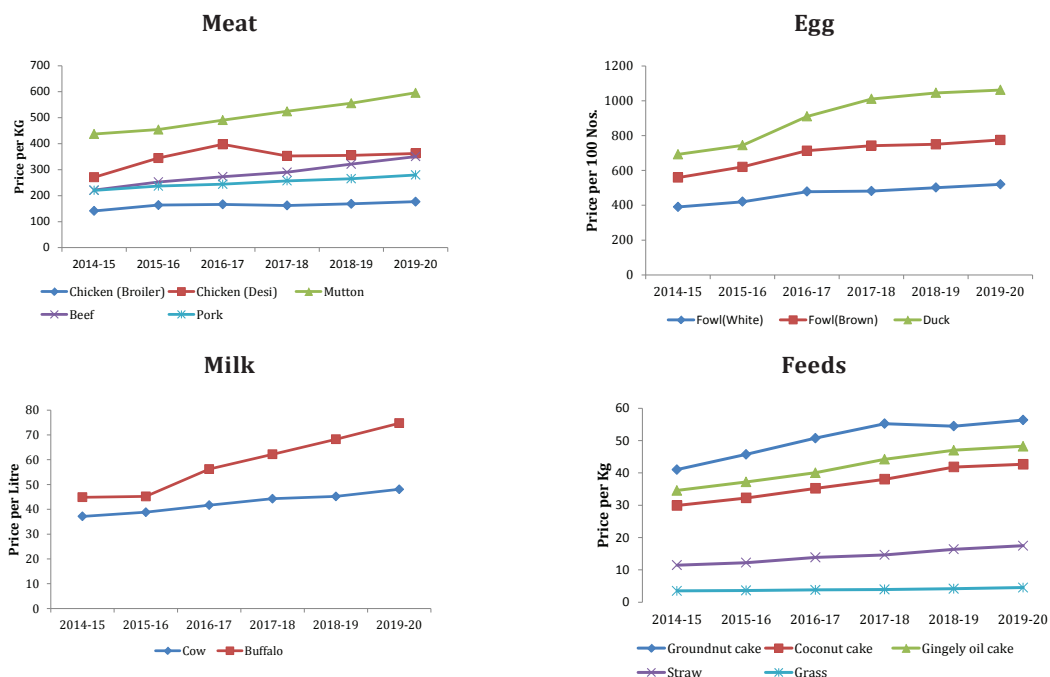 Meat
Price per KG
700
600
500
400
300
200
100
0
2014-15 2015-16 2016-17 2017-18 2018-19 2019-20
Chicken (Broiler) Chicken (Desi) Mutton
Beef Pork
Egg
Price per 100 Nos.
1200
1000
800
600
400
200
0
2014-15 2015-16 2016-17 2017-18 2018-19 2019-20
Fowl(White) Fowl(Brown) Duck
Milk
Price per Litre
80
70
60
50
40
30
20
10
0
2014-15 2015-16 2016-17 2017-18 2018-19 2019-20
Cow Buffalo
Feeds
Price per Kg
60
50
40
30
20
10
0
2014-15 2015-16 2016-17 2017-18 2018-19 2019-20
Groundnut cake Coconut cake Gingely oil cake
Straw Grass